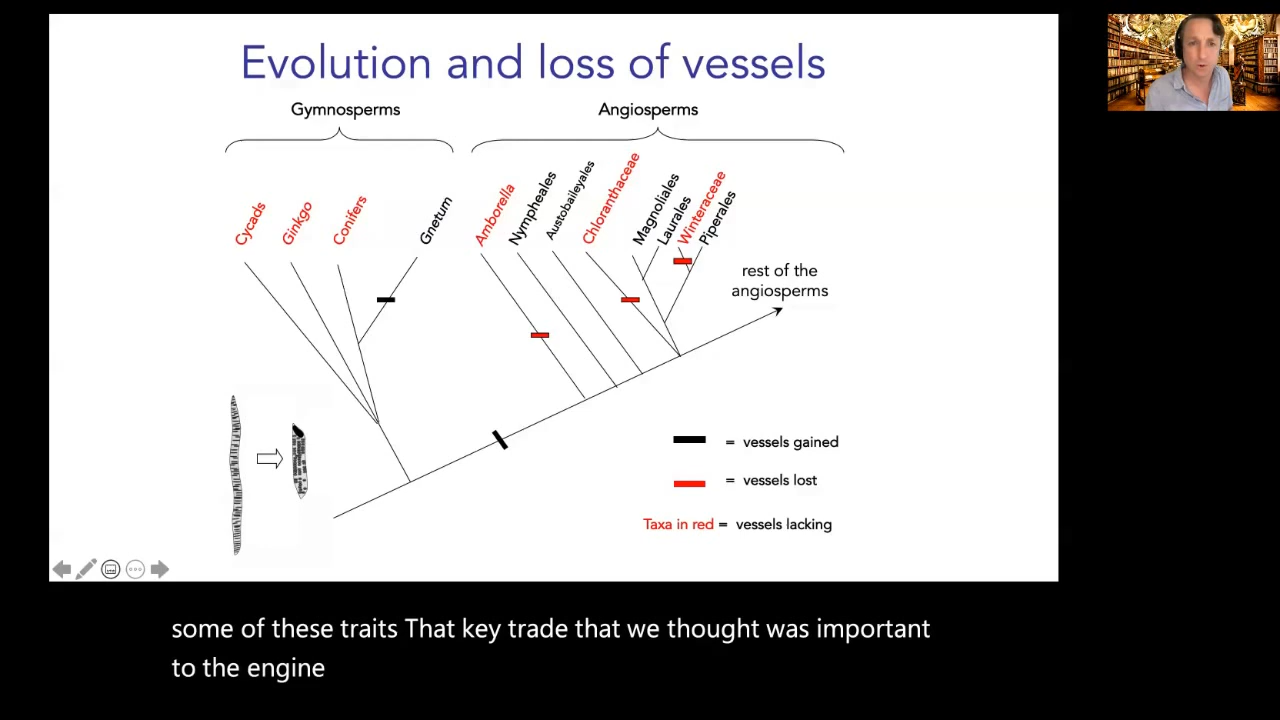 Evolution and loss of vessels
Gymnosperms
Angiosperms
Cycads
Ginkgo
Conifers
Gnetum
Amborella
Nympheales
Austobaileyales
Chloranthaceae
Magnoliales
Laurales
Winteraceae
Piperales
rest of the
angiosperms
= vessels gained
= vessels lost
Taxa in red = vessels lacking
some of these traits That key trade that we thought was important
to the engine